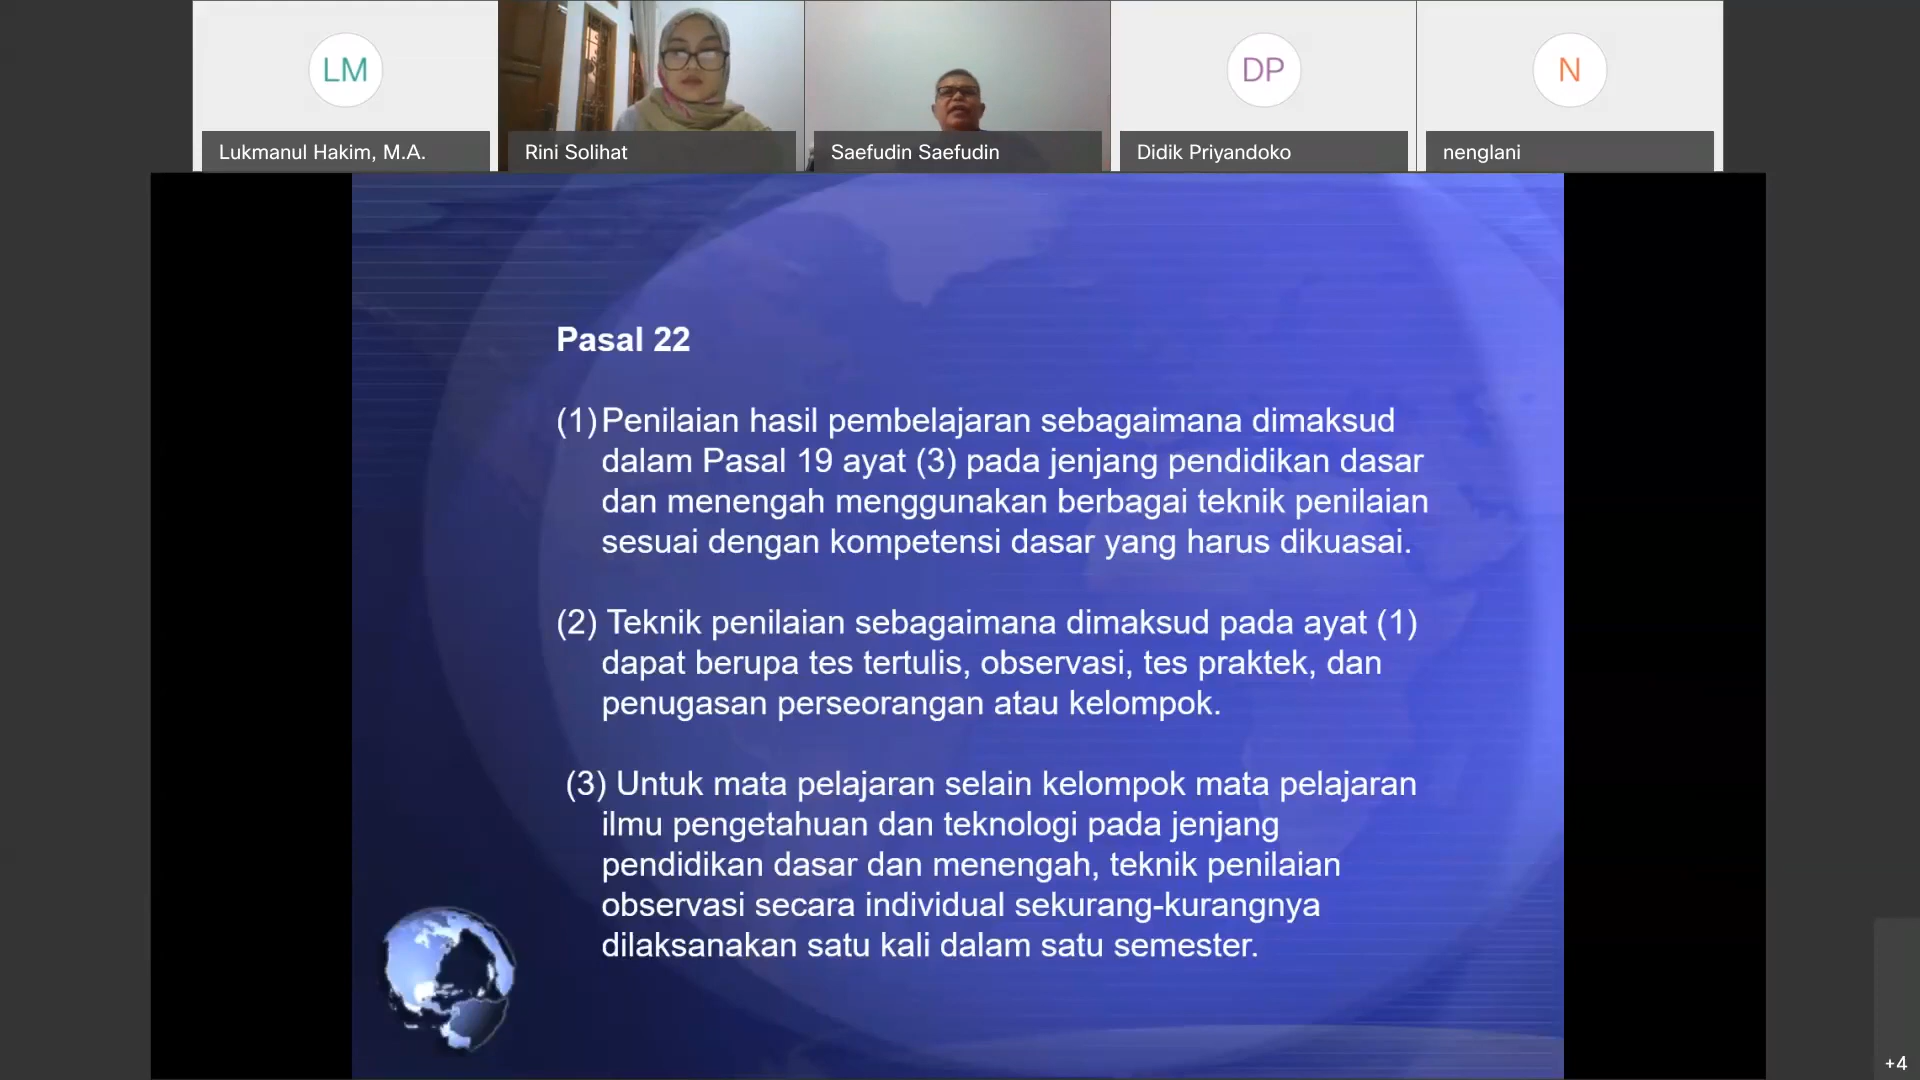 LM
DP
N
Lukmanul Hakim, M.A.
Rini Solihat
Saefudin Saefudin
Didik Priyandoko
nenglani
Pasal 22
(1) Penilaian hasil pembelajaran sebagaimana dimaksud
dalam Pasal 19 ayat (3) pada jenjang pendidikan dasar
dan menengah menggunakan berbagai teknik penilaian
sesuai dengan kompetensi dasar yang harus dikuasai.
(2) Teknik penilaian sebagaimana dimaksud pada ayat (1)
dapat berupa tes tertulis, observasi, tes praktek, dan
penugasan perseorangan atau kelompok.
(3) Untuk mata pelajaran selain kelompok mata pelajaran
ilmu pengetahuan dan teknologi pada jenjang
pendidikan dasar dan menengah, teknik penilaian
observasi secara individual sekurang-kurangnya
dilaksanakan satu kali dalam satu semester.
+4